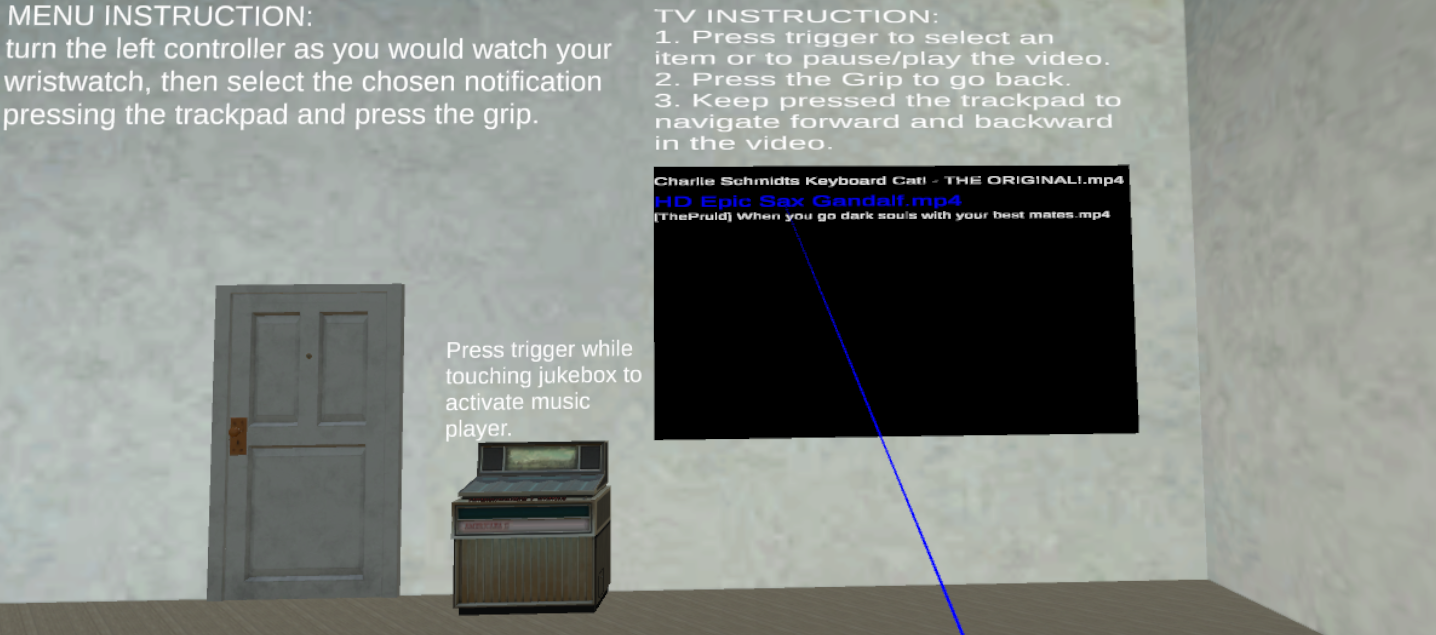 MENU INSTRUCTION:
turn the left controller as you would watch your
wristwatch, then select the chosen notification
pressing the trackpad and press the grip.
TV INSTRUCTION:
1. Press trigger to select an
item or to pause/play the video.
2. Press the Grip to go back.
3. Keep pressed the trackpad to
navigate forward and backward
in the video.
Charlie Schmidts Keyboard Cat! - THE ORIGINAL!.mp4
HD Epic Sax Gandalf.mp4
[ThePruld] When you go dark souls with your best mates.mp4
Press trigger while
touching jukebox to
activate music
player.